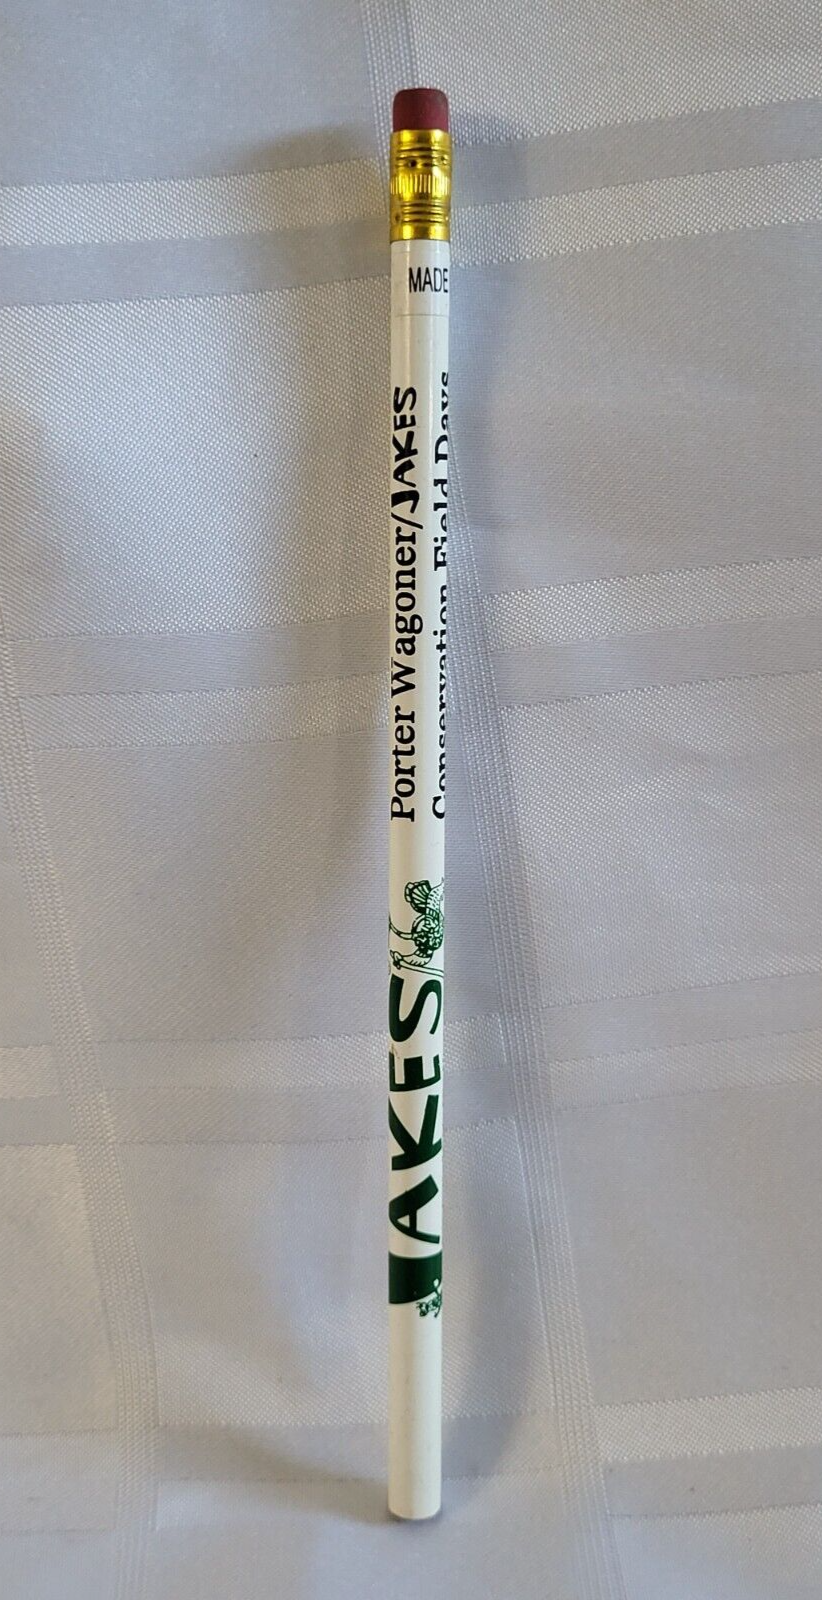 MADE
Porter Wagoner/JAKES
Conservation Field Days
JAKES